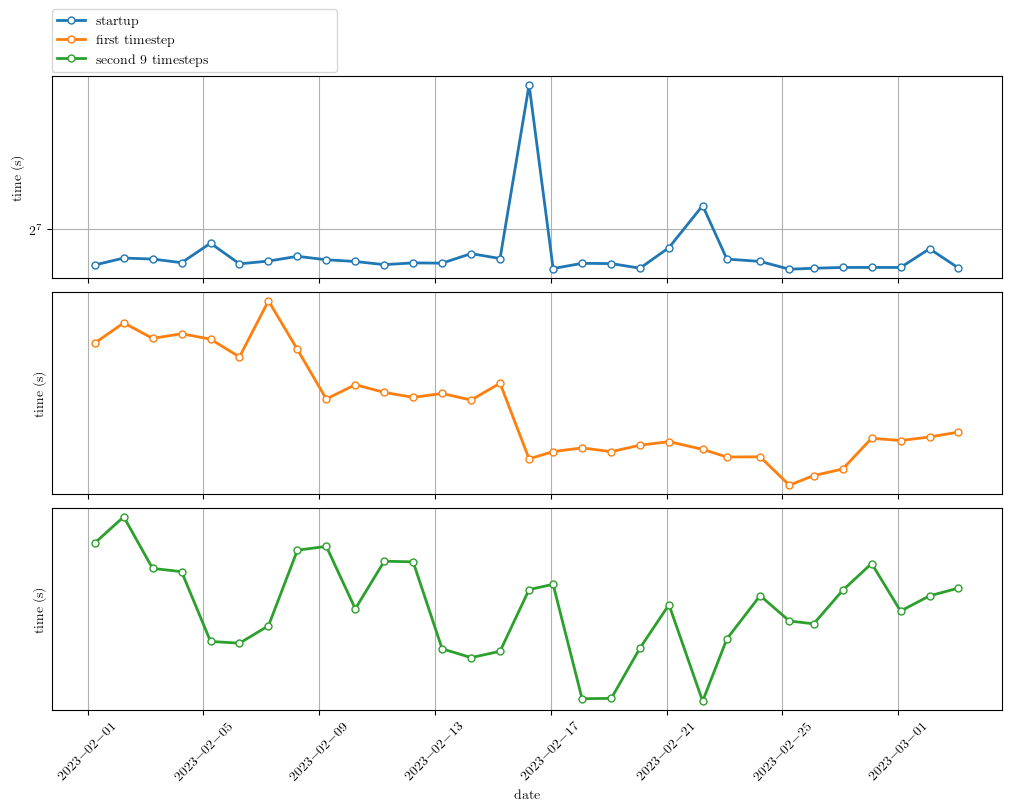 startup
first timestep
second 9 timesteps
time (s)
2^7
time (s)
time (s)
2023−02−01
2023−02−05
2023−02−09
2023−02−13
2023−02−17
2023−02−21
2023−02−25
2023−03−01
date